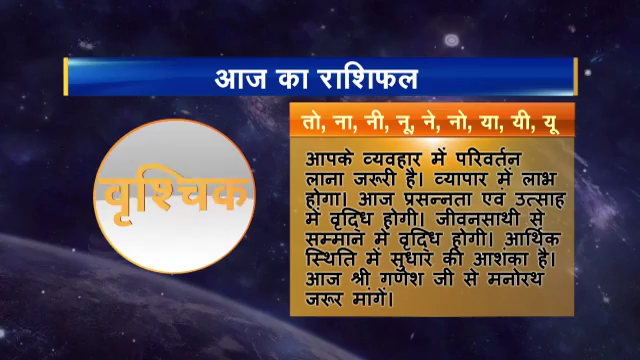 आज का राशिफल
तो, ना, नी, नू, ने, नो, या, यी, यू
वृश्चिक
आपके व्यवहार में परिवर्तन
लाना जरूरी है। व्यापार में लाभ
होगा। आज प्रसन्नता एवं उत्साह
में वृद्धि होगी। जीवनसाथी से
सम्मान में वृद्धि होगी। आर्थिक
स्थिति में सुधार की आशंका है।
आज श्री गणेश जी से मनोरथ
जरूर मांगें।